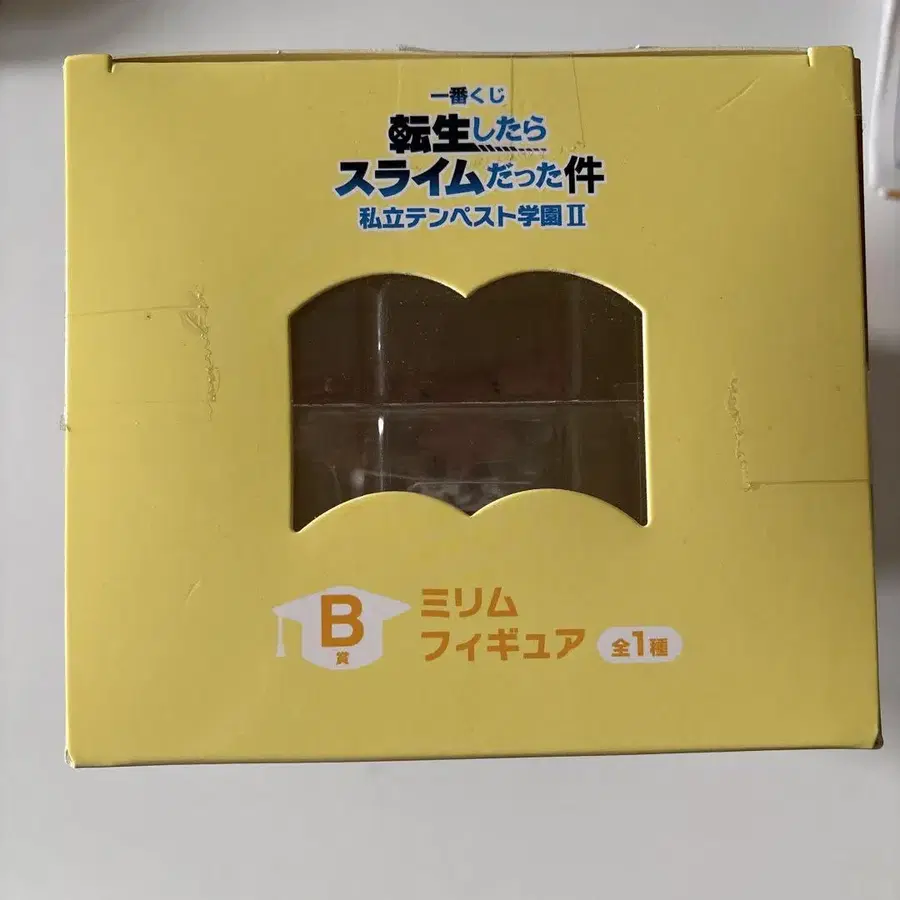 一番くじ
転生したら
スライムだった件
私立テンペスト学園Ⅱ
B
賞
ミリム
フィギュア 全1種